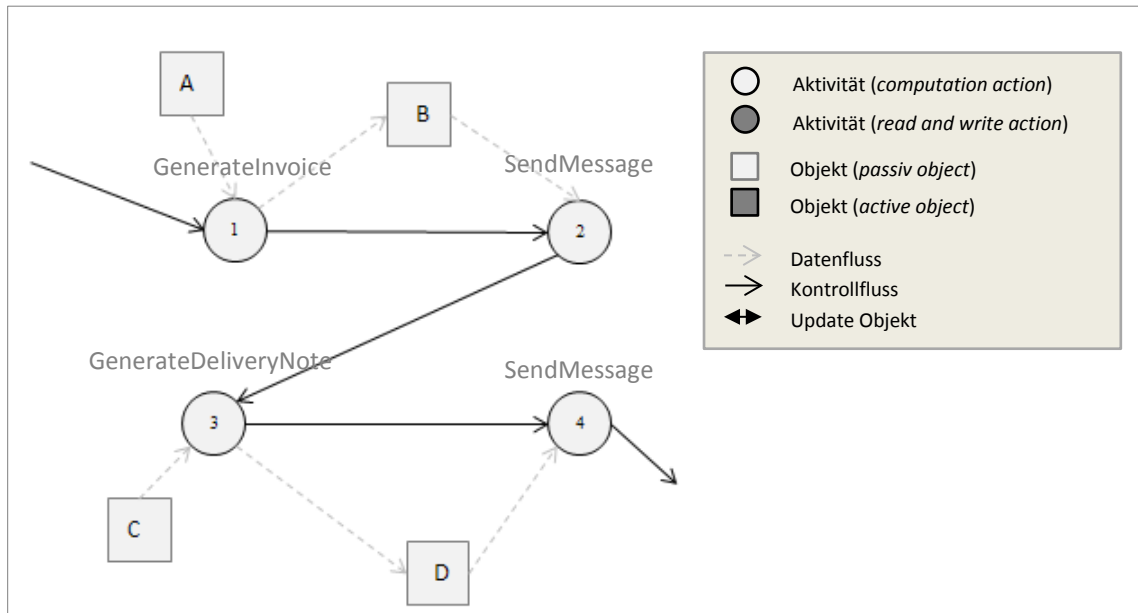 A
B
GenerateInvoice
SendMessage
1
2
GenerateDeliveryNote
SendMessage
3
4
C
D
Aktivität (computation action)
Aktivität (read and write action)
Objekt (passiv object)
Objekt (active object)
Datenfluss
Kontrollfluss
Update Objekt